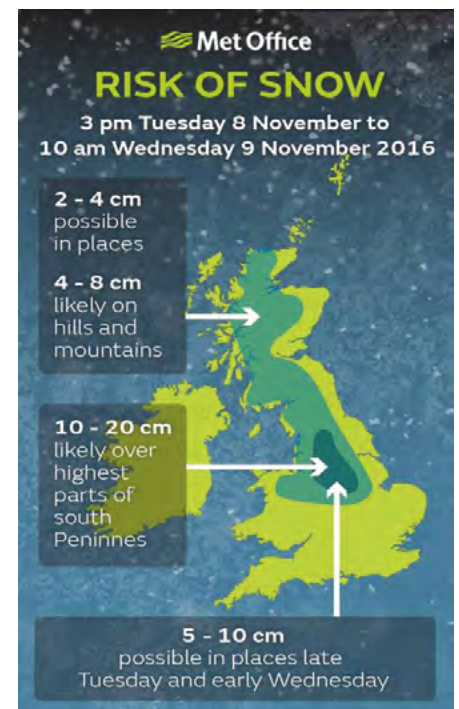 Met Office
RISK OF SNOW
3 pm Tuesday 8 November to
10 am Wednesday 9 November 2016
2 - 4 cm
possible
in places
4 - 8 cm
likely on
hills and
mountains
10 - 20 cm
likely over
highest
parts of
south
Peninnes
5 - 10 cm
possible in places late
Tuesday and early Wednesday